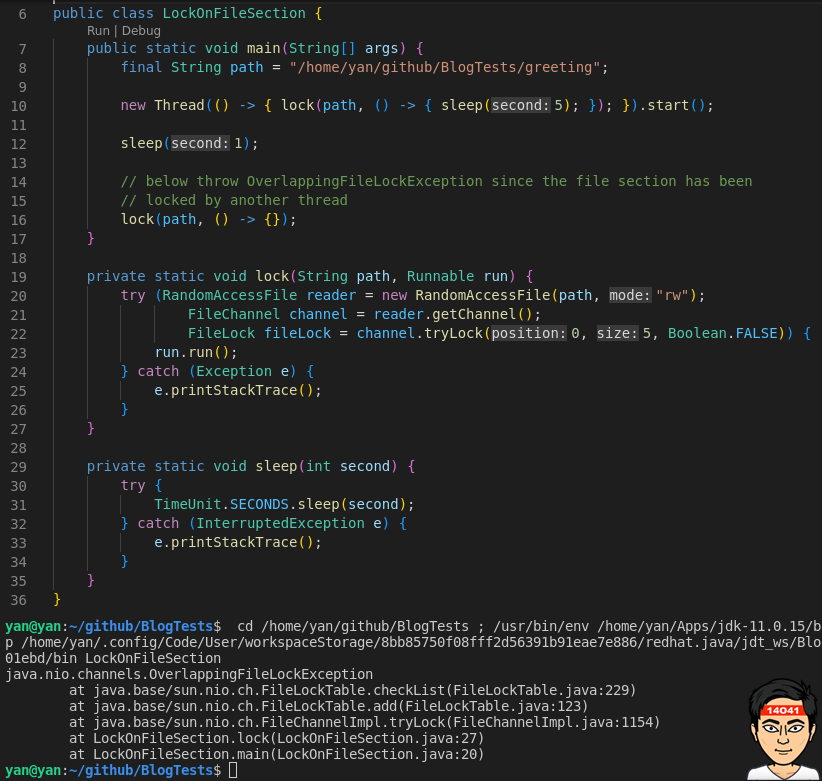 6 public class LockOnFileSection {
Run | Debug
7 public static void main(String[] args) {
8 final String path = "/home/yan/github/BlogTests/greeting";
9
10 new Thread(() -> { lock(path, () -> { sleep(second: 5); }); }).start();
11
12 sleep(second: 1);
13
14 // below throw OverlappingFileLockException since the file section has been
15 // locked by another thread
16 lock(path, () -> {});
17 }
18
19 private static void lock(String path, Runnable run) {
20 try (RandomAccessFile reader = new RandomAccessFile(path, mode: "rw");
21 FileChannel channel = reader.getChannel();
22 FileLock fileLock = channel.tryLock(position: 0, size: 5, Boolean.FALSE)) {
23 run.run();
24 } catch (Exception e) {
25 e.printStackTrace();
26 }
27 }
28
29 private static void sleep(int second) {
30 try {
31 TimeUnit.SECONDS.sleep(second);
32 } catch (InterruptedException e) {
33 e.printStackTrace();
34 }
35 }
36 }
yan@yan:~/github/BlogTests$ cd /home/yan/github/BlogTests ; /usr/bin/env /home/yan/Apps/jdk-11.0.15/b
p /home/yan/.config/Code/User/workspaceStorage/8bb85750f08fff2d56391b91eae7e886/redhat.java/jdt_ws/Blo
01ebd/bin LockOnFileSection
java.nio.channels.OverlappingFileLockException
at java.base/sun.nio.ch.FileLockTable.checkList(FileLockTable.java:229)
at java.base/sun.nio.ch.FileLockTable.add(FileLockTable.java:123)
at java.base/sun.nio.ch.FileChannelImpl.tryLock(FileChannelImpl.java:1154)
at LockOnFileSection.lock(LockOnFileSection.java:27)
at LockOnFileSection.main(LockOnFileSection.java:20)
yan@yan:~/github/BlogTests$
14041